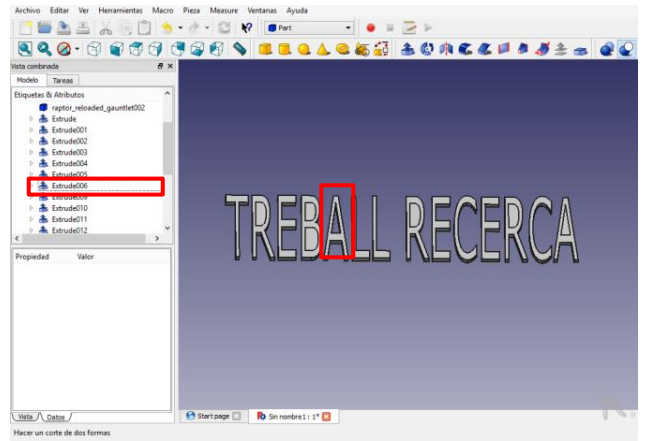 Archivo Editar Ver Herramientas Macro Pieza Measure Ventanas Ayuda
Part
Vista combinada
Modelo Tareas
Etiquetas & Atributos
raptor_reloaded_gauntlet002
Extrude
Extrude001
Extrude002
Extrude003
Extrude004
Extrude005
Extrude006
Extrude009
Extrude010
Extrude011
Extrude012
TREBALL RECERCA
Propiedad Valor
Vista Datos
Start page Sin nombre1 : 1*
Hacer un corte de dos formas